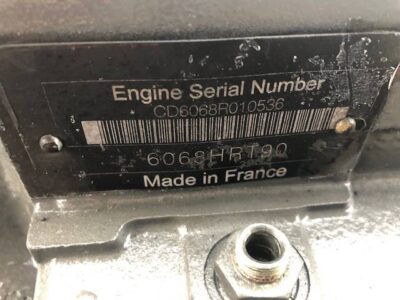 Engine Serial Number
CD6068R010536
6068HRT90
Made in France